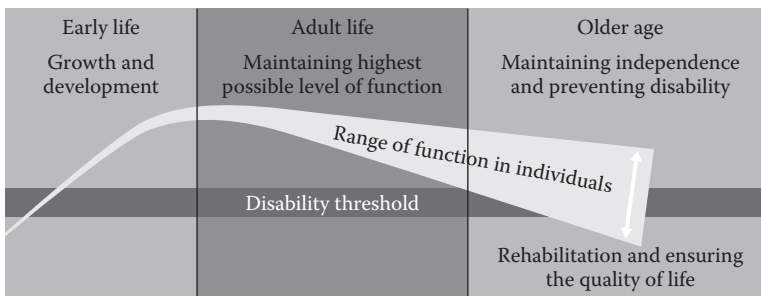 Early life
Growth and
development
Adult life
Maintaining highest
possible level of function
Older age
Maintaining independence
and preventing disability
Range of function in individuals
Disability threshold
Rehabilitation and ensuring
the quality of life